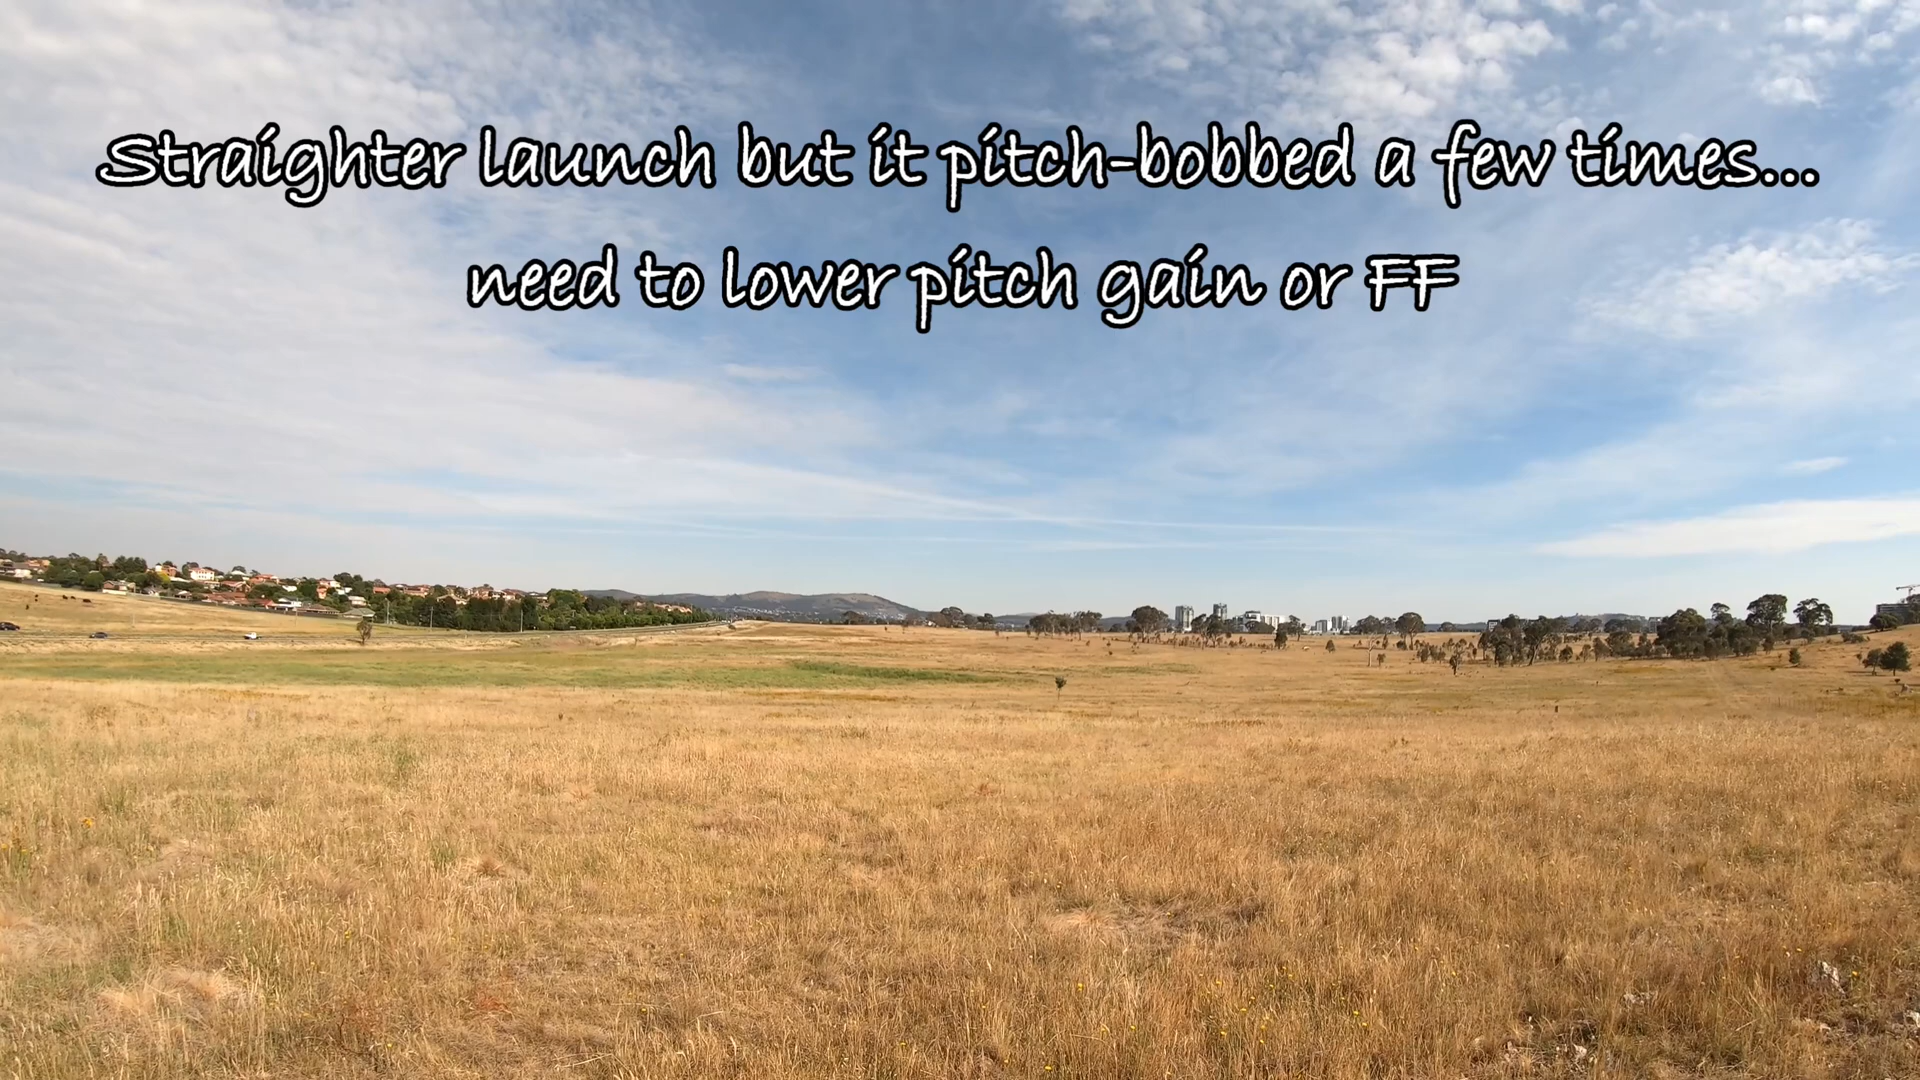 Straighter launch but it pitch-bobbed a few times...
need to lower pitch gain or FF